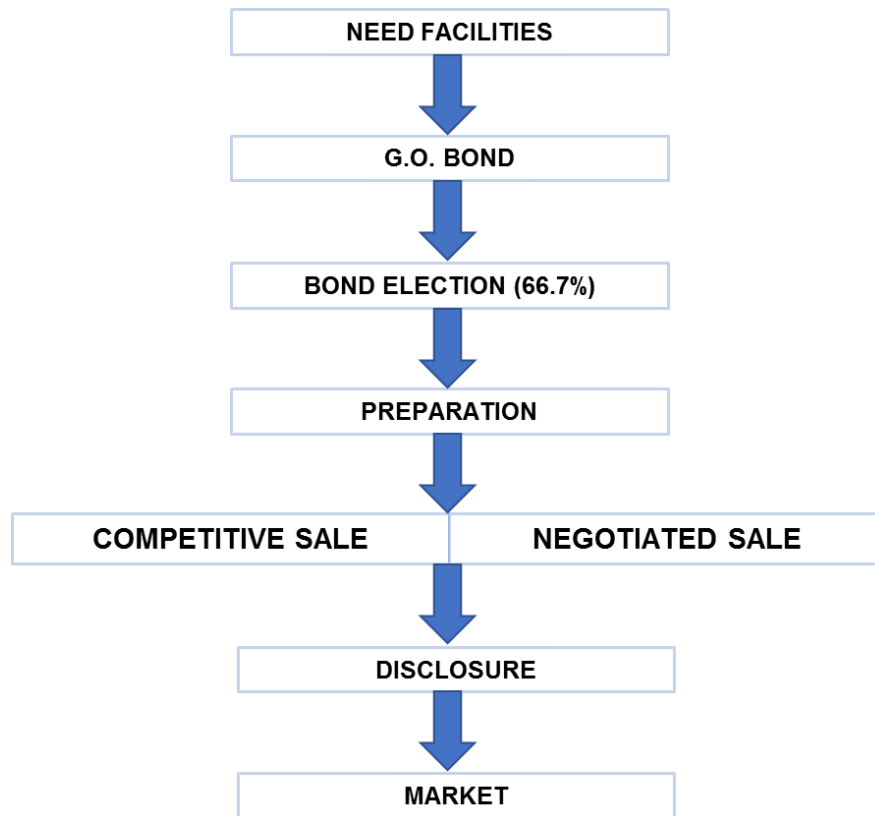 NEED FACILITIES
G.O. BOND
BOND ELECTION (66.7%)
PREPARATION
COMPETITIVE SALE
NEGOTIATED SALE
DISCLOSURE
MARKET